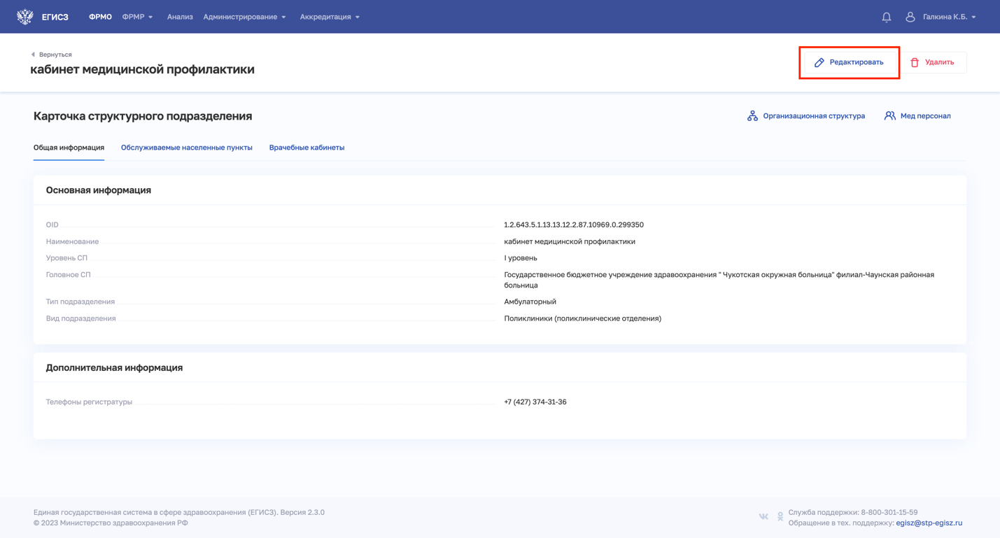 ЕГИСЗ ФРМО ФРМР Анализ Администрирование Аккредитация Галкина К.Б.
Вернуться
кабинет медицинской профилактики
Редактировать Удалить
Карточка структурного подразделения
Организационная структура Мед персонал
Общая информация Обслуживаемые населенные пункты Врачебные кабинеты
Основная информация
OID 1.2.643.5.1.13.13.12.2.87.10969.0.299350
Наименование кабинет медицинской профилактики
Уровень СП I уровень
Головное СП Государственное бюджетное учреждение здравоохранения " Чукотская окружная больница" филиал-Чаунская районная
больница
Тип подразделения Амбулаторный
Вид подразделения Поликлиники (поликлинические отделения)
Дополнительная информация
Телефоны регистратуры +7 (427) 374-31-36
Единая государственная система в сфере здравоохранения (ЕГИСЗ). Версия 2.3.0
© 2023 Министерство здравоохранения РФ
Служба поддержки: 8-800-301-15-59
Обращение в тех. поддержку: egisz@stp-egisz.ru